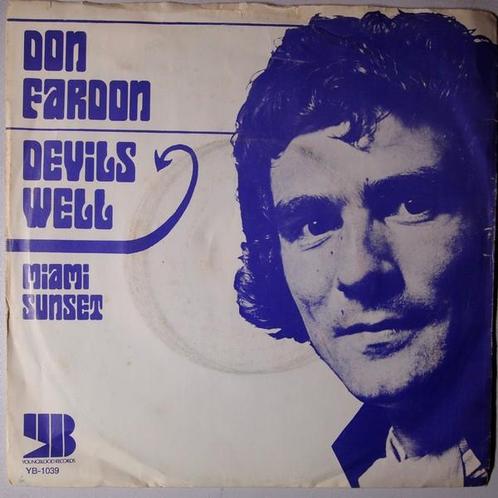 DON
FARDON
DEVILS
WELL
MIAMI
SUNSET
YB
YOUNGBLOOD RECORDS
YB-1039